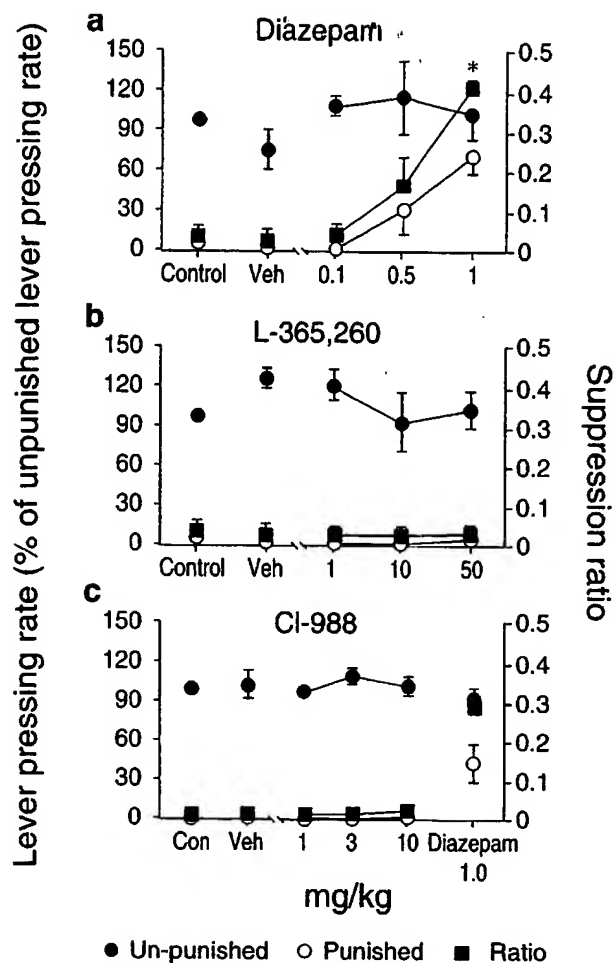 Lever pressing rate (% of unpunished lever pressing rate)
Suppression ratio
a Diazepam
150 0.5
120 * 0.4
90 0.3
60 0.2
30 0.1
0 0
Control Veh 0.1 0.5 1
b L-365,260
150 0.5
120 0.4
90 0.3
60 0.2
30 0.1
0 0
Control Veh 1 10 50
c CI-988
150 0.5
120 0.4
90 0.3
60 0.2
30 0.1
0 0
Con Veh 1 3 10 Diazepam
1.0
mg/kg
Un-punished Punished Ratio